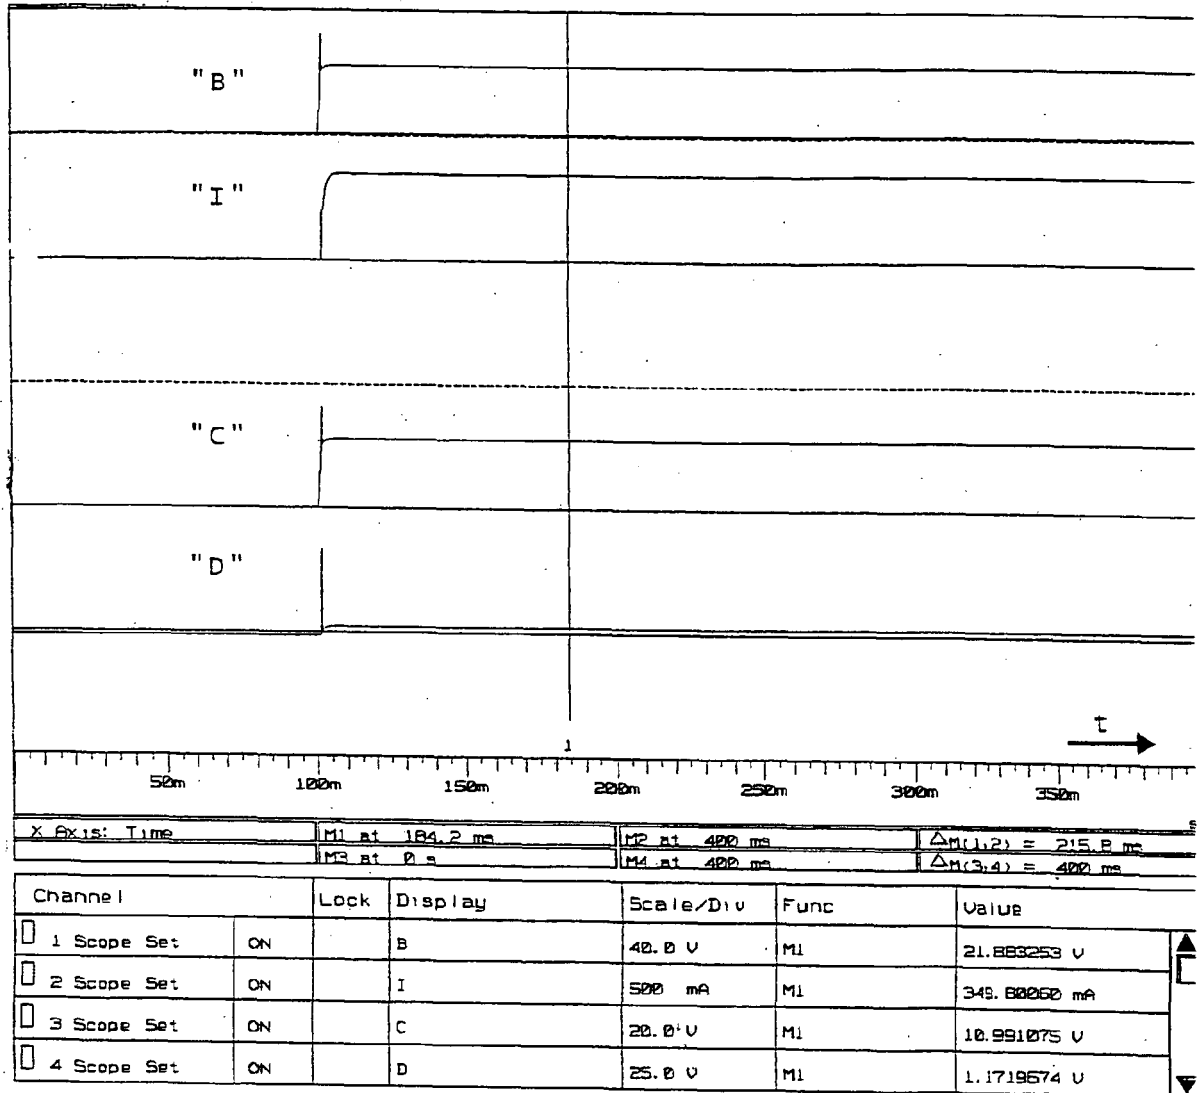 "B"
"I"
"C"
"D"
t
1
50m 100m 150m 200m 250m 300m 350m
X Axis: Time M1 at 184.2 ms M2 at 400 ms △M(1,2) = 215.8 ms
M3 at 0 s M4 at 400 ms △M(3,4) = 400 ms
Channel Lock Display Scale/Div Func Value
1 Scope Set ON B 40.0 V M1 21.883253 V
2 Scope Set ON I 500 mA M1 349.80060 mA
3 Scope Set ON C 20.0 V M1 10.991075 V
4 Scope Set ON D 25.0 V M1 1.1719674 V